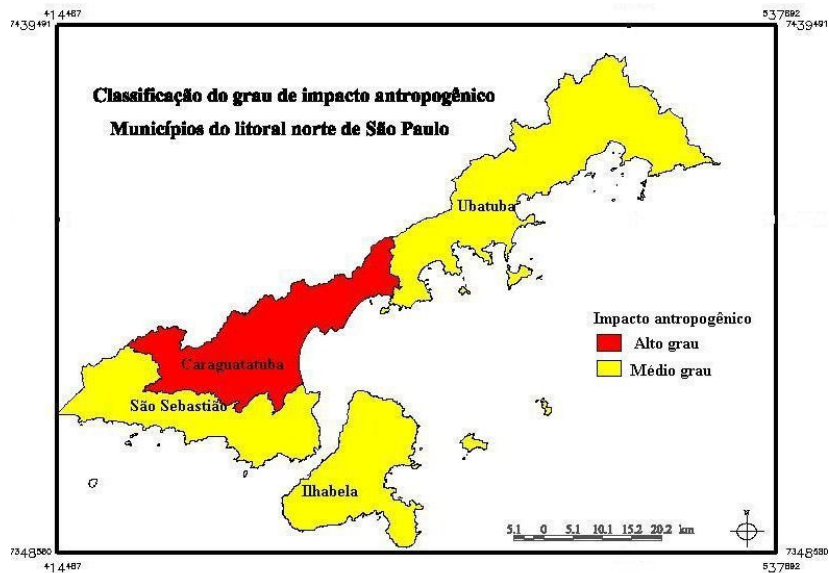 414487
537892
7439491
7439491
Classificação do grau de impacto antropogênico
Municípios do litoral norte de São Paulo
Ubatuba
Impacto antropogênico
Alto grau
Médio grau
Caraguatatuba
São Sebastião
Ilhabela
5.1 0 5.1 10.1 15.2 20.2 km
7348580
7348580
414487
537892